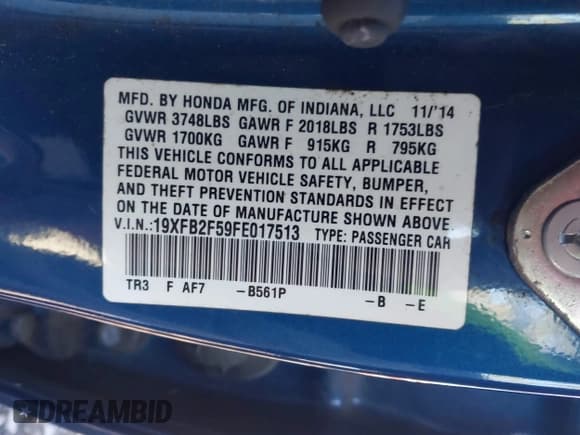 MFD. BY HONDA MFG. OF INDIANA, LLC 11/'14
GVWR 3748LBS GAWR F 2018LBS R 1753LBS
GVWR 1700KG GAWR F 915KG R 795KG
THIS VEHICLE CONFORMS TO ALL APPLICABLE
FEDERAL MOTOR VEHICLE SAFETY, BUMPER,
AND THEFT PREVENTION STANDARDS IN EFFECT
ON THE DATE OF MANUFACTURE SHOWN ABOVE.
V.I.N.:19XFB2F59FE017513 TYPE: PASSENGER CAR
TR3 F AF7 -B561P -B -E
DREAMBID